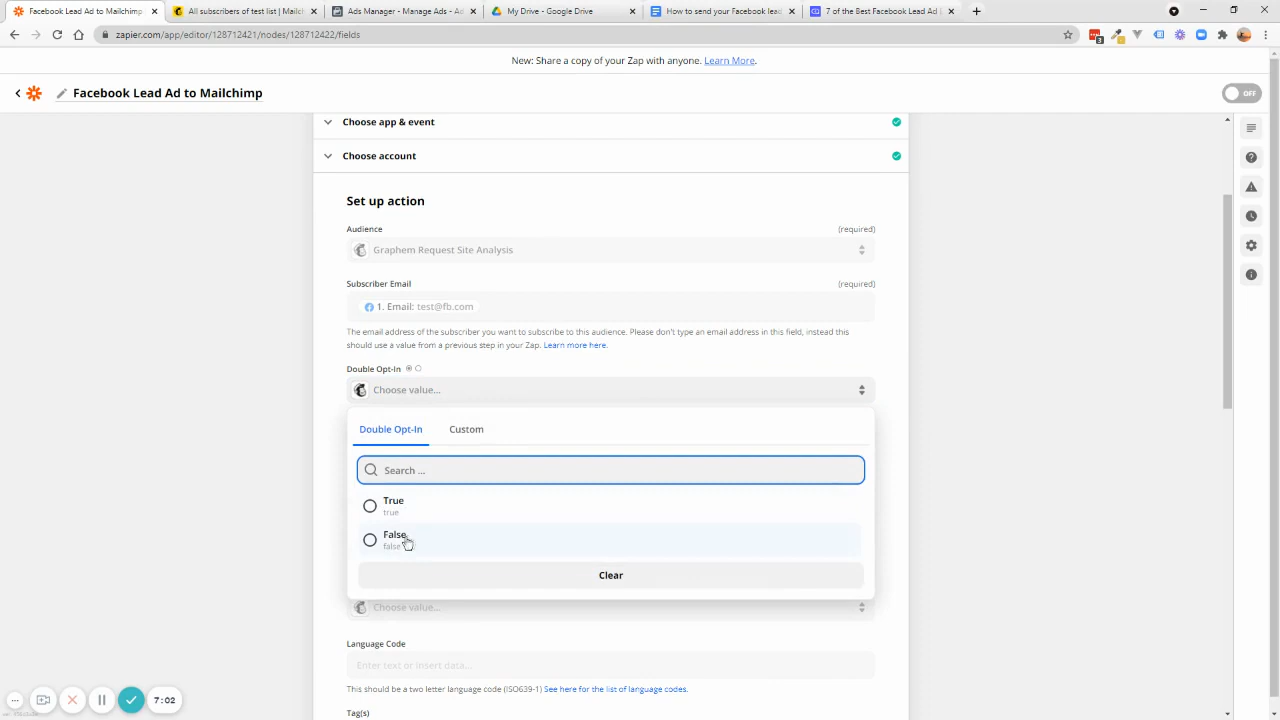 Facebook Lead Ad to Mailchimp
All subscribers of test list | Mailch
Ads Manager - Manage Ads - Ad
My Drive - Google Drive
How to send your Facebook lead
7 of the Best Facebook Lead Ad
zapier.com/app/editor/128712421/nodes/128712422/fields
3
New: Share a copy of your Zap with anyone. Learn More.
Facebook Lead Ad to Mailchimp
OFF
Choose app & event
Choose account
Set up action
Audience
(required)
Graphem Request Site Analysis
Subscriber Email
(required)
1. Email: test@fb.com
The email address of the subscriber you want to subscribe to this audience. Please don't type an email address in this field, instead this
should use a value from a previous step in your Zap. Learn more here.
Double Opt-In
Choose value...
Double Opt-In
Custom
Search ...
True
true
False
false
Clear
Choose value...
Language Code
Enter text or insert data...
This should be a two letter language code (ISO639-1) See here for the list of language codes.
7:02
Tag(s)